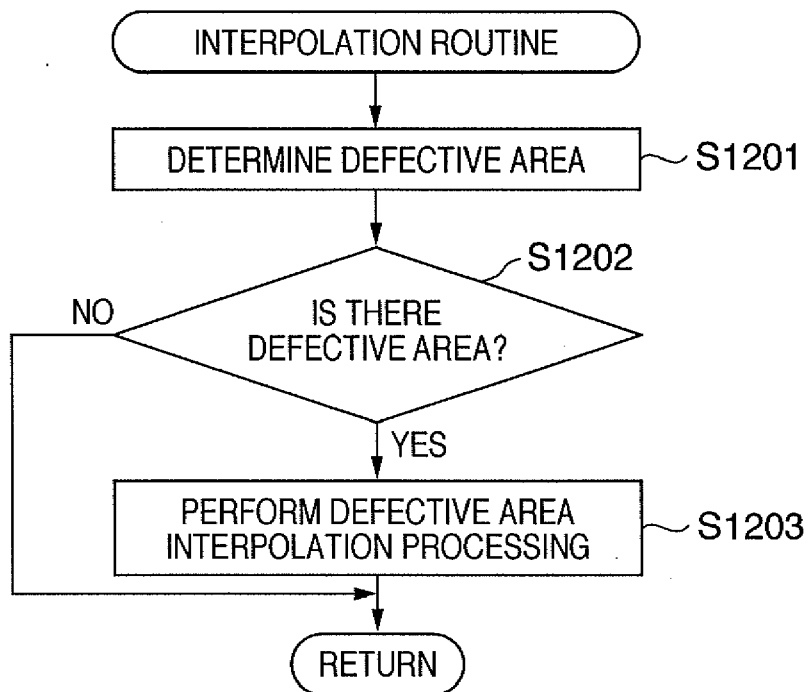 INTERPOLATION ROUTINE
DETERMINE DEFECTIVE AREA
S1201
S1202
NO
IS THERE
DEFECTIVE AREA?
YES
PERFORM DEFECTIVE AREA
INTERPOLATION PROCESSING
S1203
RETURN